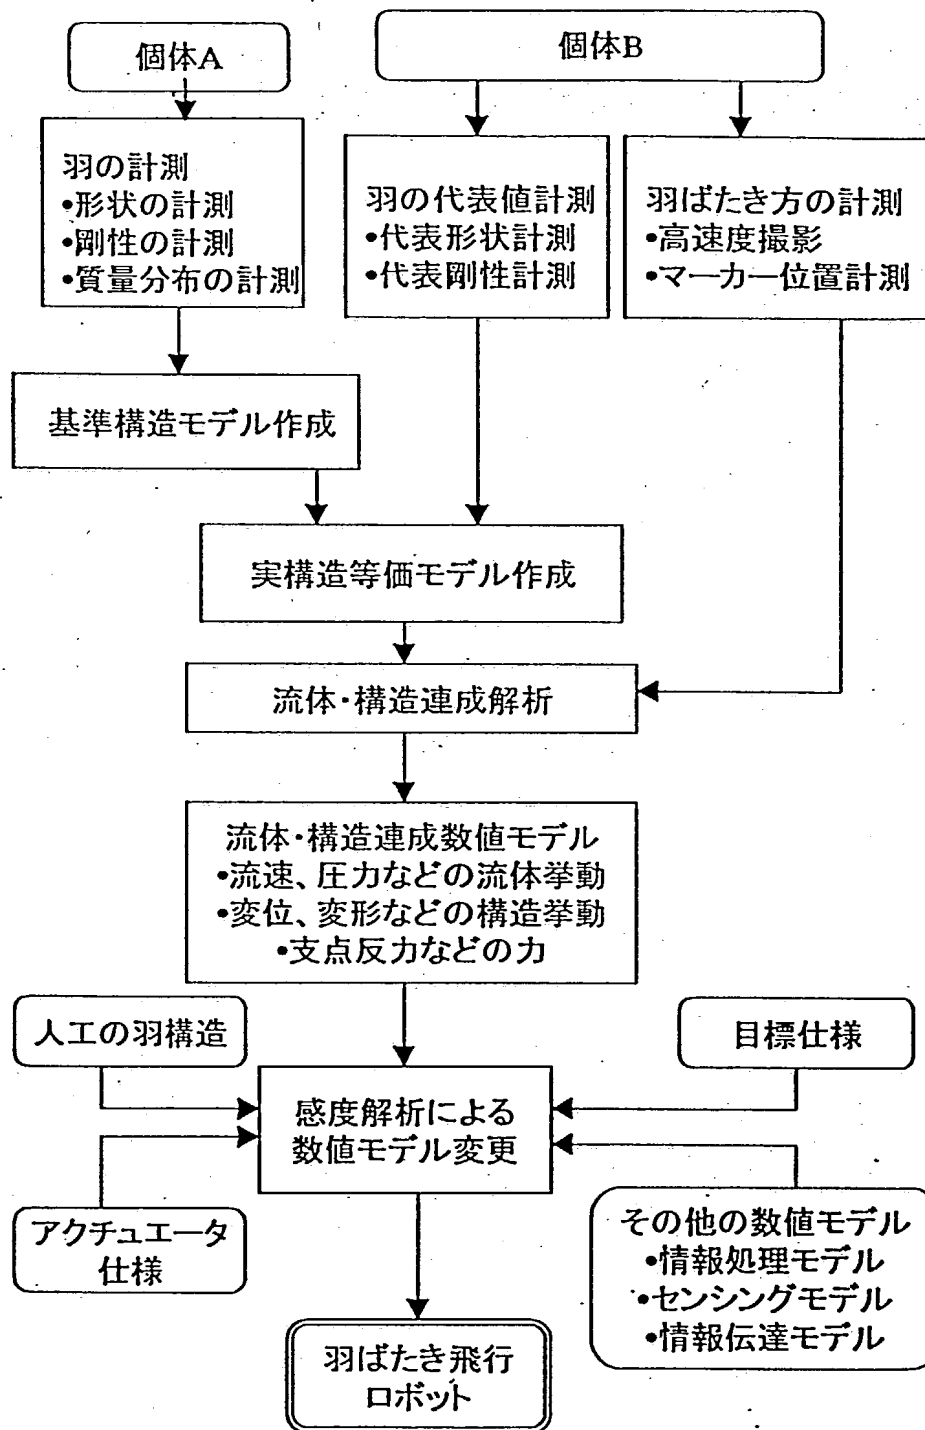 個体A
個体B
羽の計測
•形状の計測
•剛性の計測
•質量分布の計測
羽の代表値計測
•代表形状計測
•代表剛性計測
羽ばたき方の計測
•高速度撮影
•マーカー位置計測
基準構造モデル作成
実構造等価モデル作成
流体・構造連成解析
流体・構造連成数値モデル
•流速、圧力などの流体挙動
•変位、変形などの構造挙動
•支点反力などの力
人工の羽構造
目標仕様
感度解析による
数値モデル変更
アクチュエータ
仕様
その他の数値モデル
•情報処理モデル
•センシングモデル
•情報伝達モデル
羽ばたき飛行
ロボット